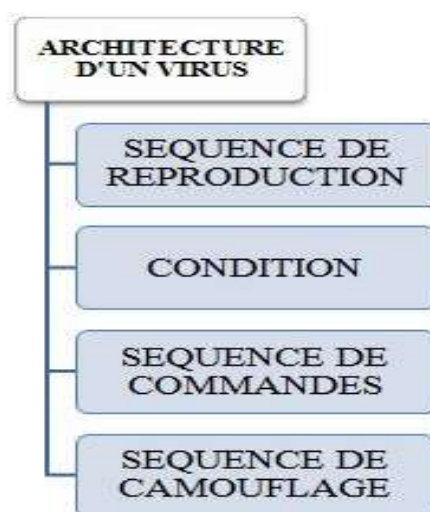 ARCHITECTURE
D'UN VIRUS
SEQUENCE DE
REPRODUCTION
CONDITION
SEQUENCE DE
COMMANDES
SEQUENCE DE
CAMOUFLAGE